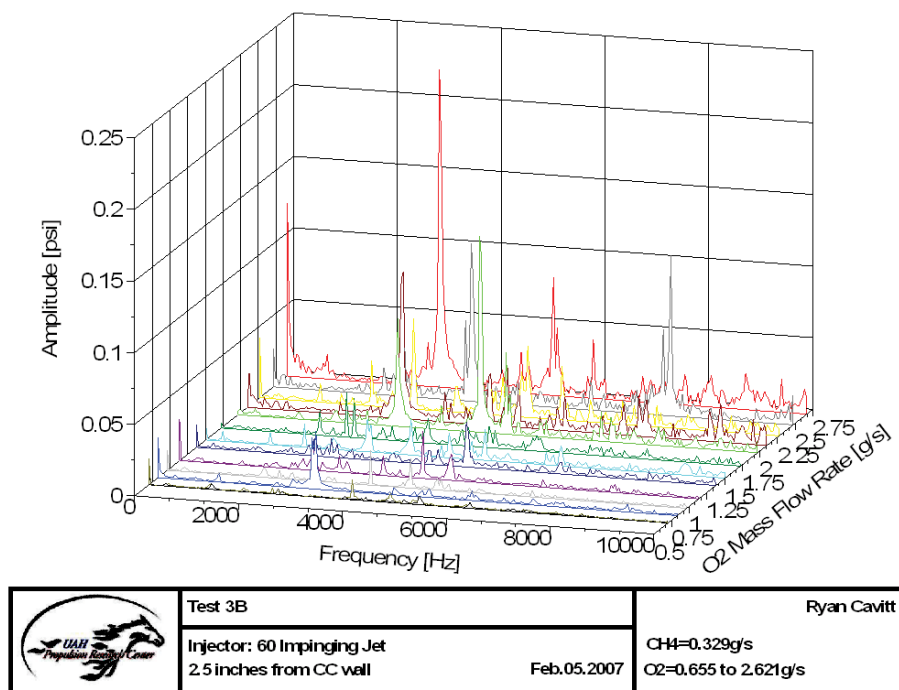 0.25
0.2
0.15
0.1
0.05
0
Amplitude [psi]
0
2000
4000
6000
8000
10000
Frequency [Hz]
0.5
0.75
1
1.25
1.5
1.75
2
2.25
2.5
2.75
O2 Mass Flow Rate [g/s]
UAH
Propulsion Research Center
Test 3B
Injector: 60 Impinging Jet
2.5 inches from CC wall
Feb.05.2007
Ryan Cavitt
CH4=0.329g/s
O2=0.655 to 2.621g/s